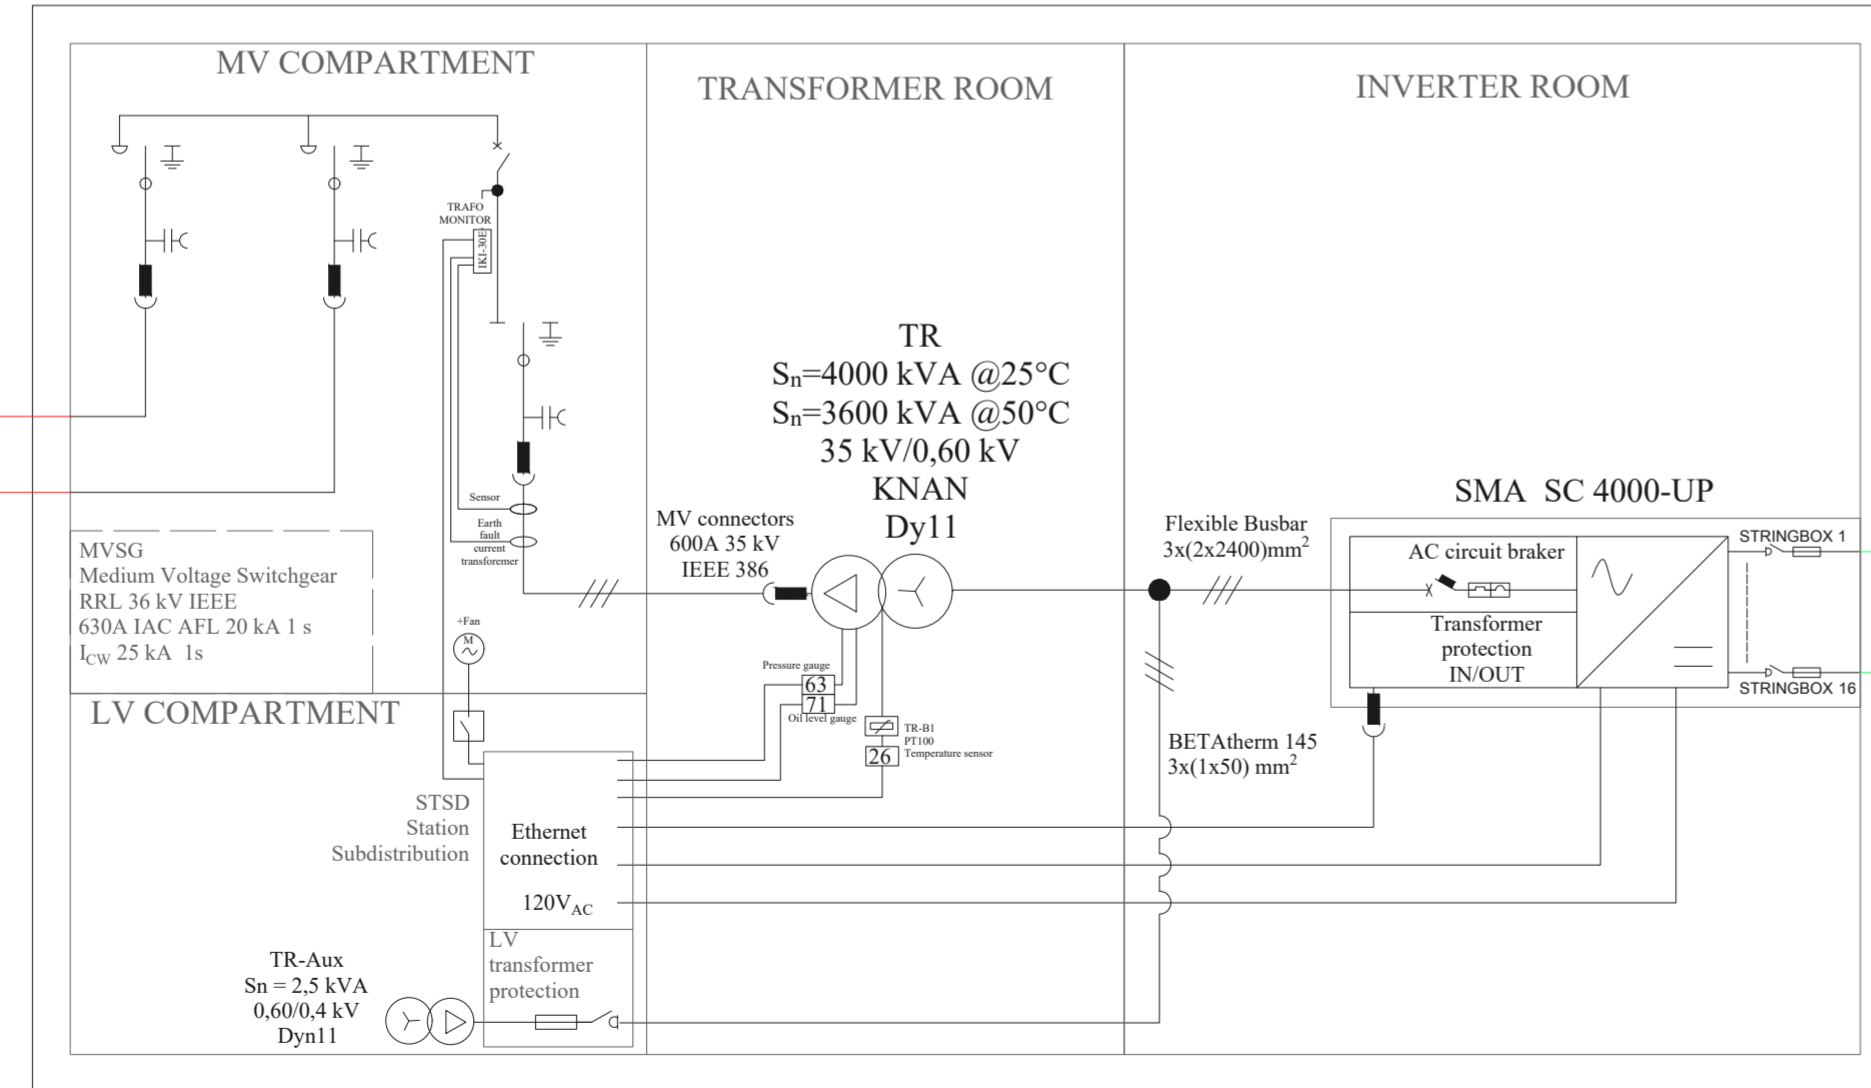 MV COMPARTMENT
TRAFO
MONITOR
IKI-30E
Sensor
Earth
fault
current
transforemer
MVSG
Medium Voltage Switchgear
RRL 36 kV IEEE
630A IAC AFL 20 kA 1 s
I_CW 25 kA 1s
+Fan
M
TRANSFORMER ROOM
TR
Sn=4000 kVA @25°C
Sn=3600 kVA @50°C
35 kV/0,60 kV
KNAN
Dy11
MV connectors
600A 35 kV
IEEE 386
Pressure gauge
63
71
Oil level gauge
TR-B1
PT100
Temperature sensor
26
INVERTER ROOM
Flexible Busbar
3x(2x2400)mm²
SMA SC 4000-UP
AC circuit braker
Transformer
protection
IN/OUT
STRINGBOX 1
STRINGBOX 16
BETAtherm 145
3x(1x50) mm²
LV COMPARTMENT
STSD
Station
Subdistribution
Ethernet
connection
120V_AC
LV
transformer
protection
TR-Aux
Sn = 2,5 kVA
0,60/0,4 kV
Dyn11